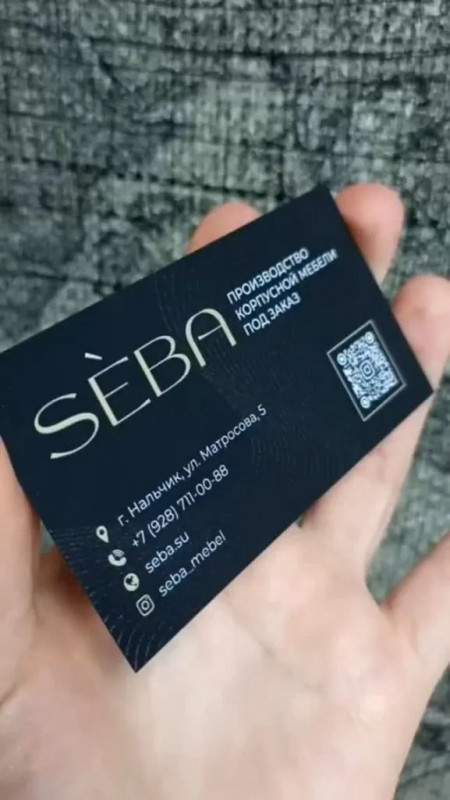 SÈBA
ПРОИЗВОДСТВО
КОРПУСНОЙ МЕБЕЛИ
ПОД ЗАКАЗ
г. Нальчик, ул. Матросова, 5
+7 (928) 711-00-88
seba.su
seba_mebel